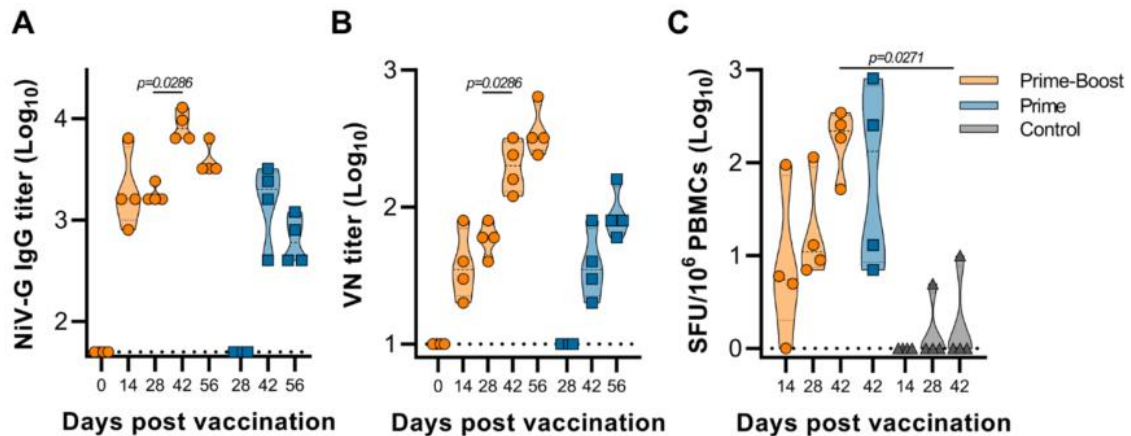 A
NiV-G IgG titer (Log10)
4
3
2
p=0.0286
0 14 28 42 56 28 42 56
Days post vaccination
B
VN titer (Log10)
3
2
1
p=0.0286
0 14 28 42 56 28 42 56
Days post vaccination
C
SFU/10⁶ PBMCs (Log10)
3
2
1
0
p=0.0271
14 28 42 42 14 28 42
Days post vaccination
Prime-Boost
Prime
Control